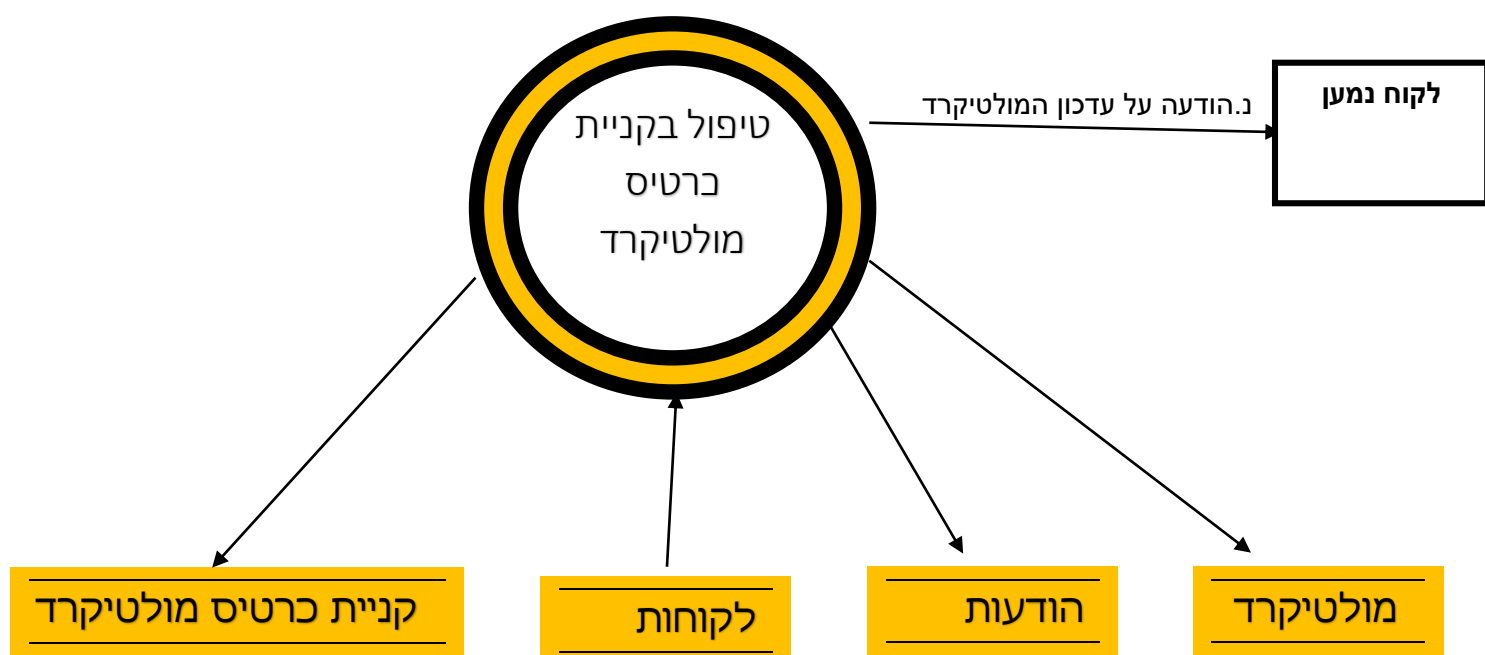 טיפול בקניית
כרטיס
מולטיקרד
נ.הודעה על עדכון המולטיקרד
לקוח נמען
מולטיקרד
הודעות
לקוחות
קניית כרטיס מולטיקרד